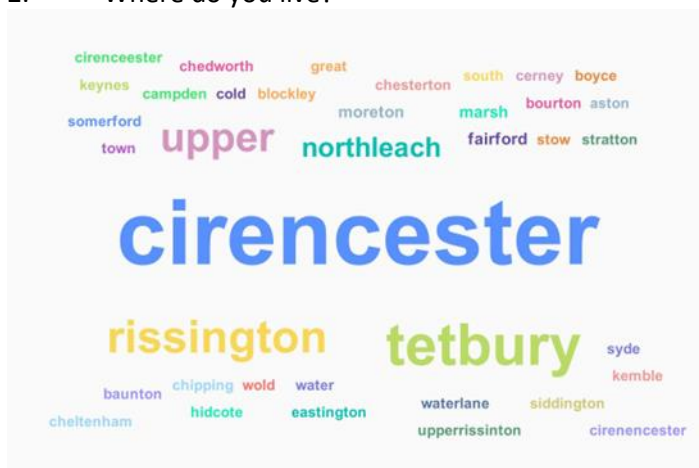 2. Where do you live?
cirenceester chedworth great
keynes campden cold blockley chesterton south cerney boyce
somerford moreton marsh bourton aston
town upper northleach fairford stow stratton
cirencester
rissington tetbury syde
kemble
baunton chipping wold water
cheltenham hidcote eastington waterlane siddington
upperrissinton cirenencester